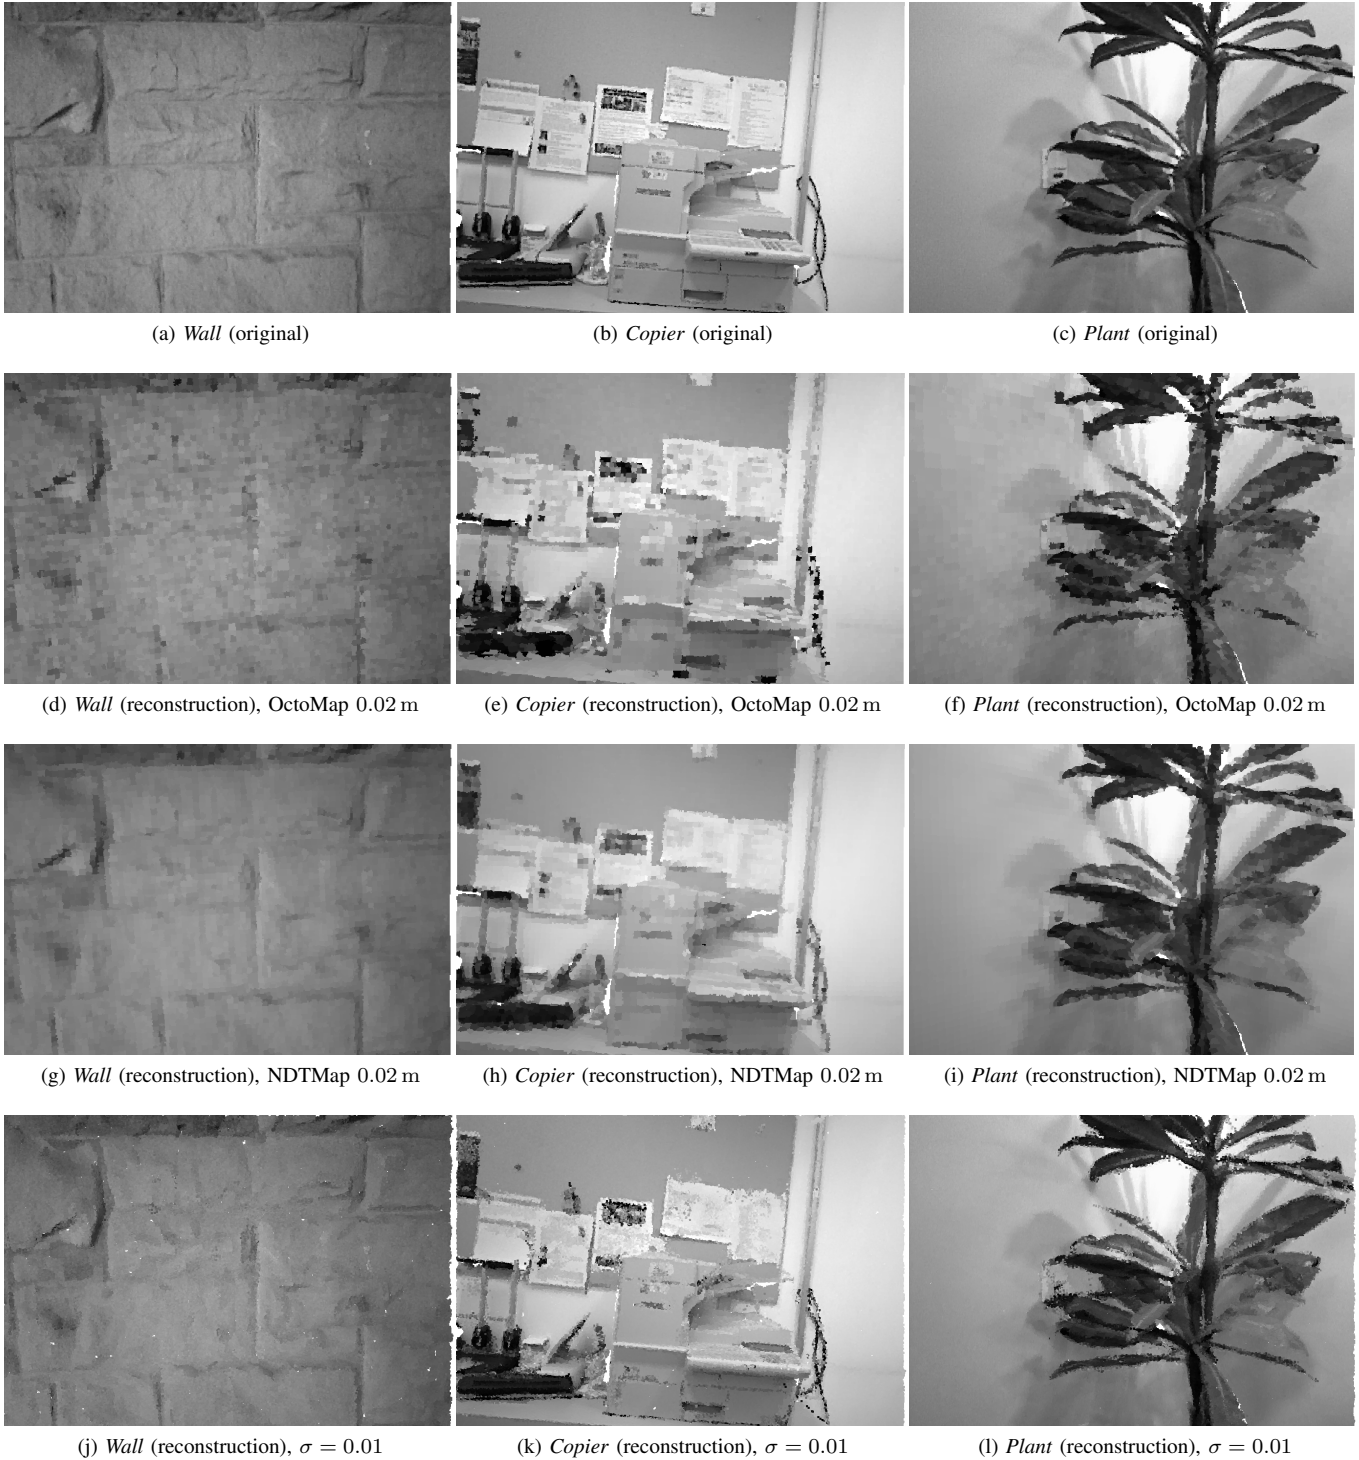 (a) Wall (original)
(b) Copier (original)
(c) Plant (original)
(d) Wall (reconstruction), OctoMap 0.02 m
(e) Copier (reconstruction), OctoMap 0.02 m
(f) Plant (reconstruction), OctoMap 0.02 m
(g) Wall (reconstruction), NDTMap 0.02 m
(h) Copier (reconstruction), NDTMap 0.02 m
(i) Plant (reconstruction), NDTMap 0.02 m
(j) Wall (reconstruction), σ = 0.01
(k) Copier (reconstruction), σ = 0.01
(l) Plant (reconstruction), σ = 0.01